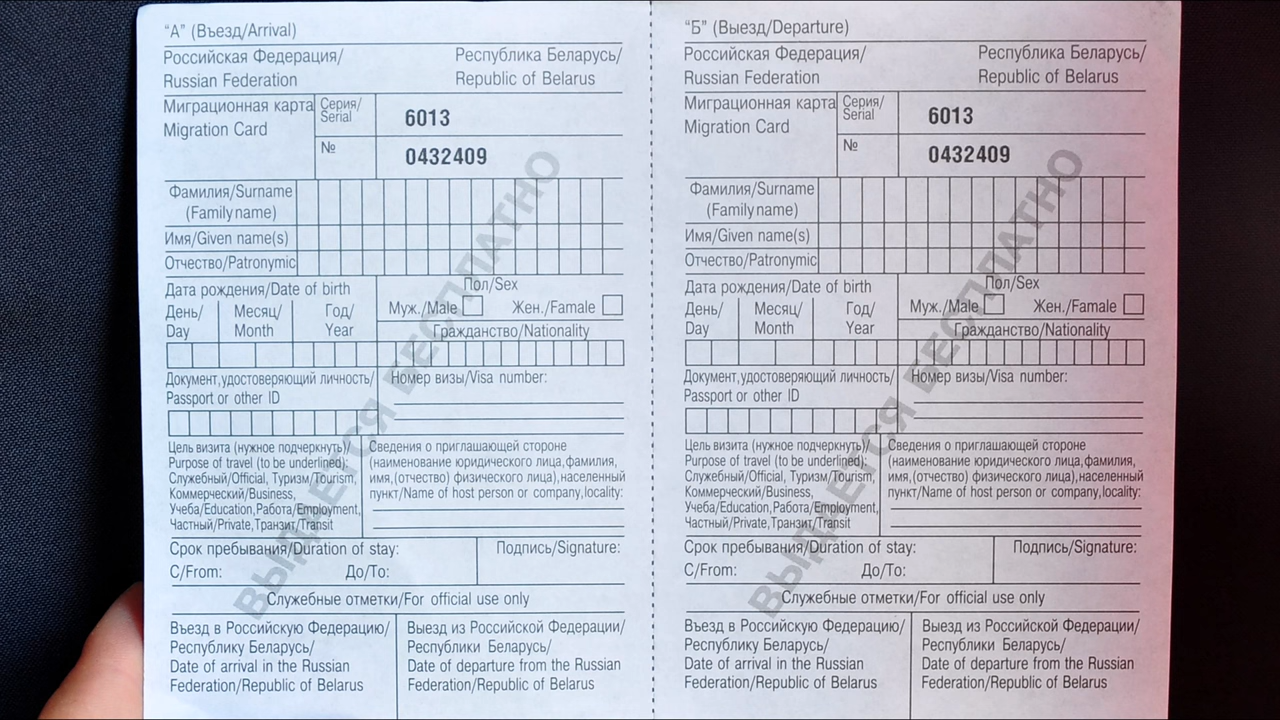 "А" (Въезд/Arrival)
Российская Федерация/
Russian Federation
Республика Беларусь/
Republic of Belarus
Миграционная карта
Migration Card
Серия/
Serial
6013
№
0432409
Фамилия/Surname
(Family name)
Имя/Given name(s)
Отчество/Patronymic
Дата рождения/Date of birth
День/
Day
Месяц/
Month
Год/
Year
Пол/Sex
Муж./Male
Жен./Famale
Гражданство/Nationality
Документ,удостоверяющий личность/
Passport or other ID
Номер визы/Visa number:
Цель визита (нужное подчеркнуть)/
Purpose of travel (to be underlined):
Служебный/Official, Туризм/Tourism,
Коммерческий/Business,
Учеба/Education,Работа/Employment,
Частный/Private,Транзит/Transit
Сведения о приглашающей стороне
(наименование юридического лица,фамилия,
имя,(отчество) физического лица),населенный
пункт/Name of host person or company,locality:
Срок пребывания/Duration of stay:
С/From:
До/To:
Подпись/Signature:
Служебные отметки/For official use only
Въезд в Российскую Федерацию/
Республику Беларусь/
Date of arrival in the Russian
Federation/Republic of Belarus
Выезд из Российской Федерации/
Республики Беларусь/
Date of departure from the Russian
Federation/Republic of Belarus
ВЫДАЕТСЯ БЕСПЛАТНО
"Б" (Выезд/Departure)
Российская Федерация/
Russian Federation
Республика Беларусь/
Republic of Belarus
Миграционная карта
Migration Card
Серия/
Serial
6013
№
0432409
Фамилия/Surname
(Family name)
Имя/Given name(s)
Отчество/Patronymic
Дата рождения/Date of birth
День/
Day
Месяц/
Month
Год/
Year
Пол/Sex
Муж./Male
Жен./Famale
Гражданство/Nationality
Документ,удостоверяющий личность/
Passport or other ID
Номер визы/Visa number:
Цель визита (нужное подчеркнуть)/
Purpose of travel (to be underlined):
Служебный/Official, Туризм/Tourism,
Коммерческий/Business,
Учеба/Education,Работа/Employment,
Частный/Private,Транзит/Transit
Сведения о приглашающей стороне
(наименование юридического лица,фамилия,
имя,(отчество) физического лица),населенный
пункт/Name of host person or company,locality:
Срок пребывания/Duration of stay:
С/From:
До/To:
Подпись/Signature:
Служебные отметки/For official use only
Въезд в Российскую Федерацию/
Республику Беларусь/
Date of arrival in the Russian
Federation/Republic of Belarus
Выезд из Российской Федерации/
Республики Беларусь/
Date of departure from the Russian
Federation/Republic of Belarus
ВЫДАЕТСЯ БЕСПЛАТНО